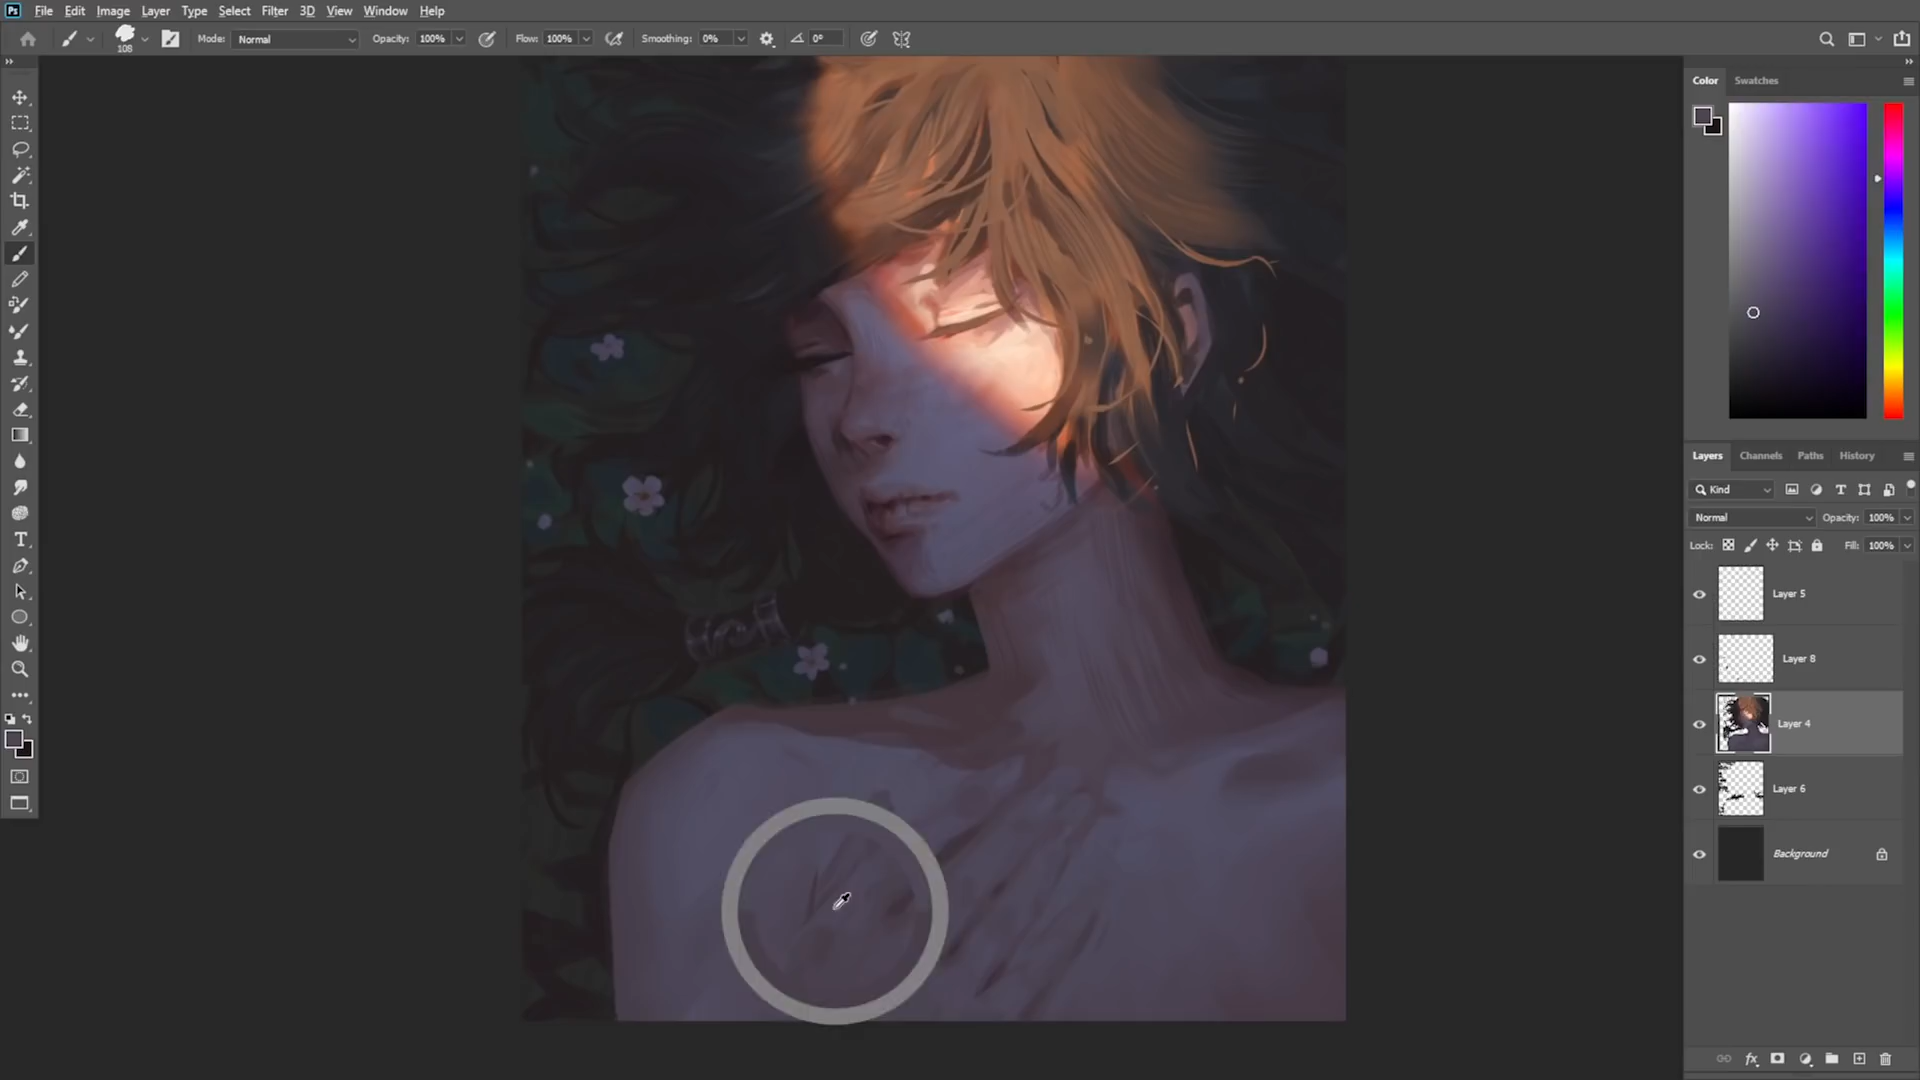 Ps File Edit Image Layer Type Select Filter 3D View Window Help
108 Mode: Normal Opacity: 100% Flow: 100% Smoothing: 0% 0°
Color Swatches
Layers Channels Paths History
Kind
Normal Opacity: 100%
Lock: Fill: 100%
Layer 5
Layer 8
Layer 4
Layer 6
Background